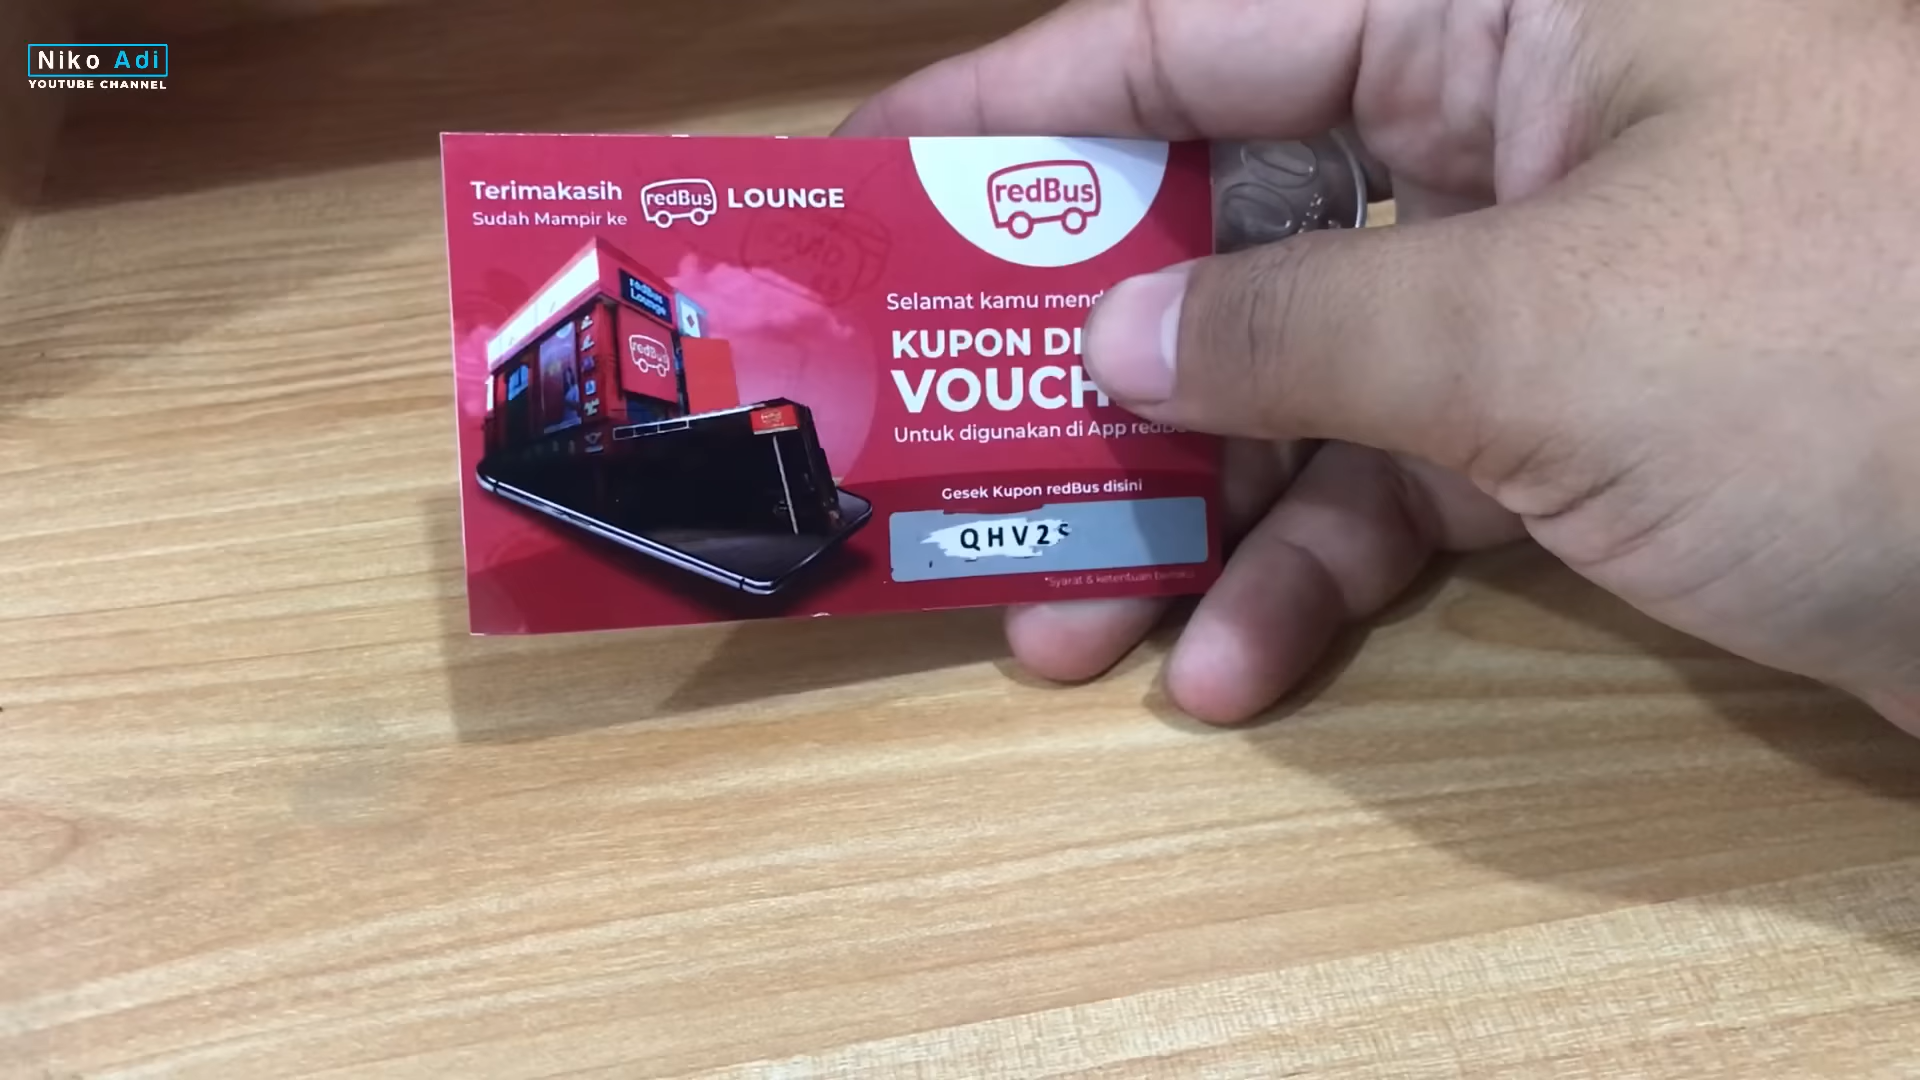 Niko Adi
YOUTUBE CHANNEL
Terimakasih
Sudah Mampir ke
redBus LOUNGE
redBus
redBus
Lounge
redBus
Selamat kamu mend
KUPON DI
VOUCH
Untuk digunakan di App redBus
Gesek Kupon redBus disini
QHV2
*Syarat & ketentuan berlaku